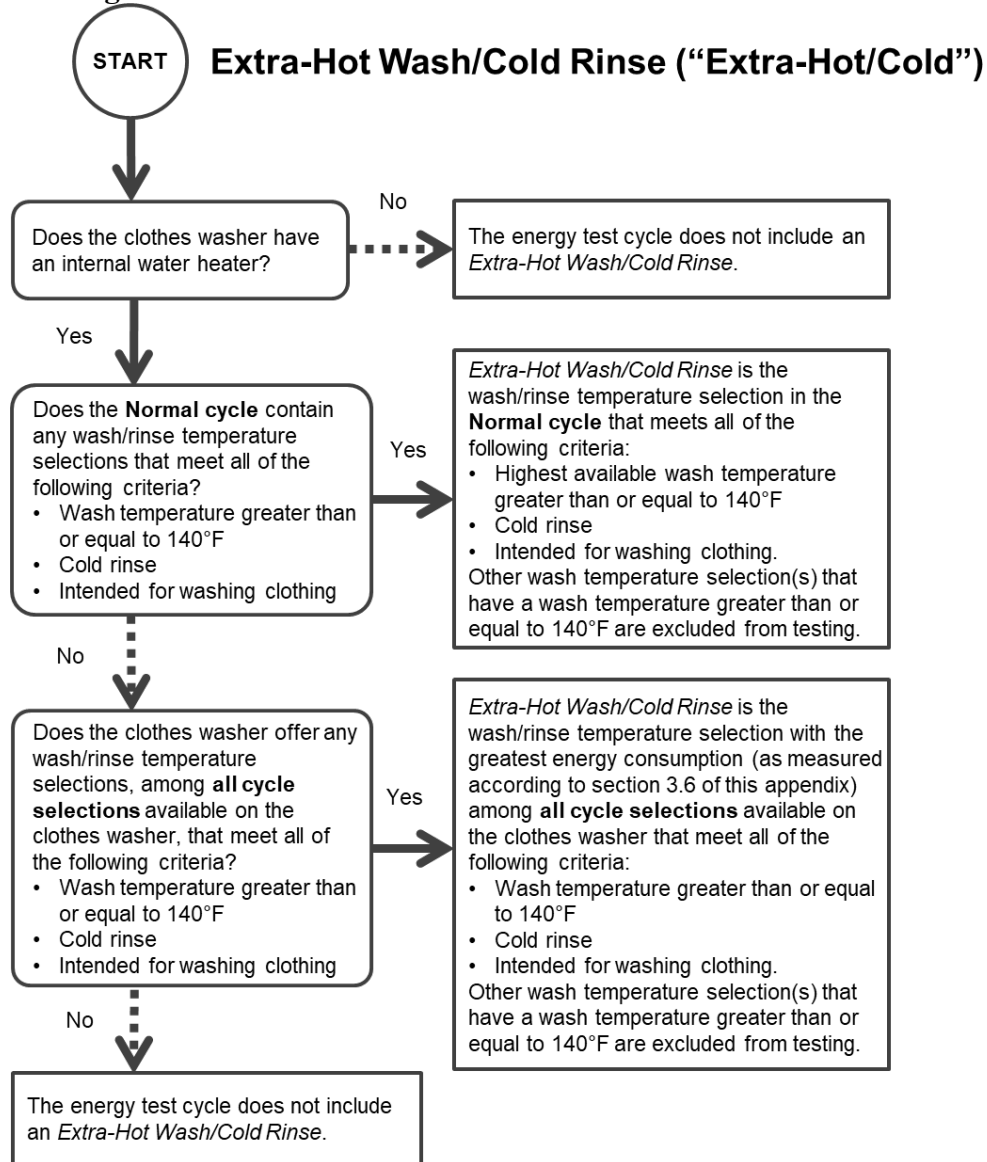 START
Extra-Hot Wash/Cold Rinse (“Extra-Hot/Cold”)
Does the clothes washer have
an internal water heater?
No
The energy test cycle does not include an
Extra-Hot Wash/Cold Rinse.
Yes
Does the Normal cycle contain
any wash/rinse temperature
selections that meet all of the
following criteria?
• Wash temperature greater than
or equal to 140°F
• Cold rinse
• Intended for washing clothing
Yes
Extra-Hot Wash/Cold Rinse is the
wash/rinse temperature selection in the
Normal cycle that meets all of the
following criteria:
• Highest available wash temperature
greater than or equal to 140°F
• Cold rinse
• Intended for washing clothing.
Other wash temperature selection(s) that
have a wash temperature greater than or
equal to 140°F are excluded from testing.
No
Does the clothes washer offer any
wash/rinse temperature
selections, among all cycle
selections available on the
clothes washer, that meet all of
the following criteria?
• Wash temperature greater than
or equal to 140°F
• Cold rinse
• Intended for washing clothing
Yes
Extra-Hot Wash/Cold Rinse is the
wash/rinse temperature selection with the
greatest energy consumption (as measured
according to section 3.6 of this appendix)
among all cycle selections available on
the clothes washer that meet all of the
following criteria:
• Wash temperature greater than or equal
to 140°F
• Cold rinse
• Intended for washing clothing.
Other wash temperature selection(s) that
have a wash temperature greater than or
equal to 140°F are excluded from testing.
No
The energy test cycle does not include
an Extra-Hot Wash/Cold Rinse.